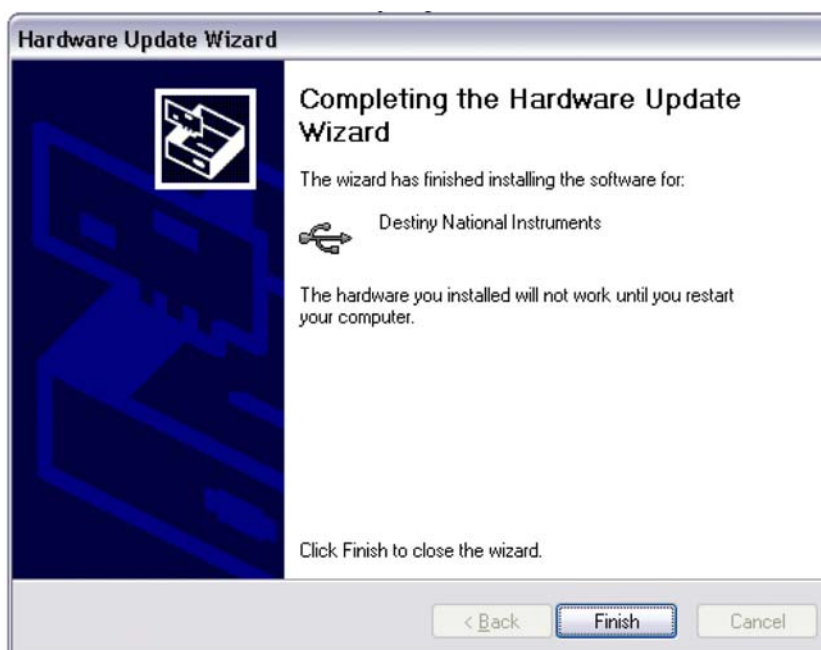 Hardware Update Wizard
Completing the Hardware Update
Wizard
The wizard has finished installing the software for:
Destiny National Instruments
The hardware you installed will not work until you restart
your computer.
Click Finish to close the wizard.
< Back
Finish
Cancel